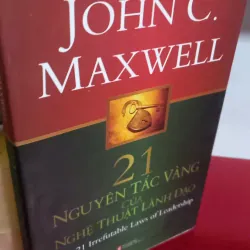 JOHN C.
MAXWELL
21
NGUYÊN TẮC VÀNG
CỦA
NGHỆ THUẬT LÃNH ĐẠO
21 Irrefutable Laws of Leadership